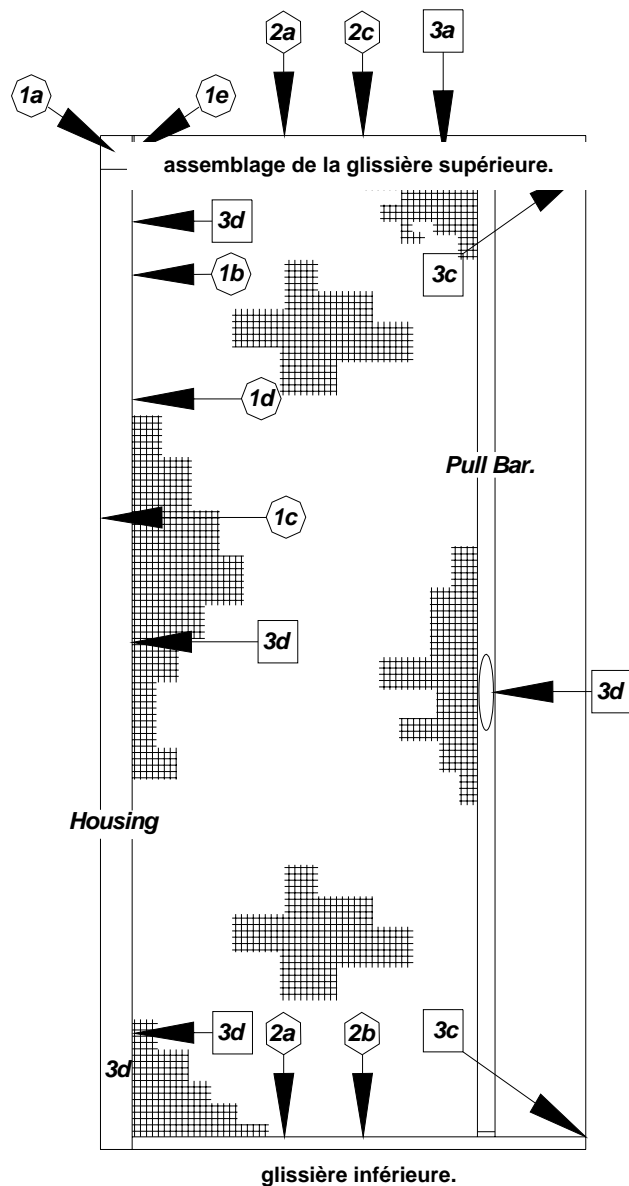 2a
2c
3a
1a
1e
assemblage de la glissière supérieure.
3d
1b
3c
1d
Pull Bar.
1c
3d
3d
Housing
3d
2a
2b
3c
3d
glissière inférieure.